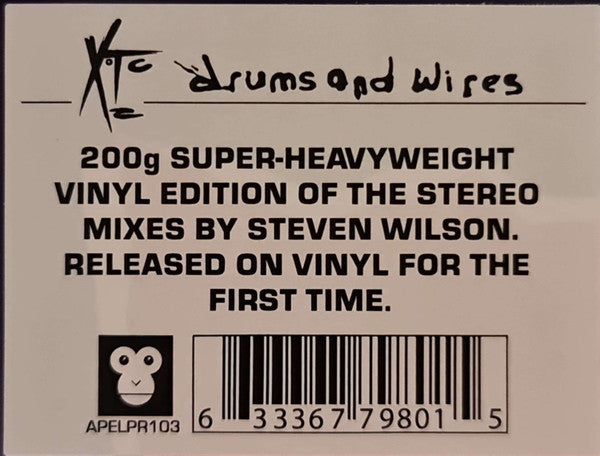 XTC drums and wires
200g SUPER-HEAVYWEIGHT
VINYL EDITION OF THE STEREO
MIXES BY STEVEN WILSON.
RELEASED ON VINYL FOR THE
FIRST TIME.
APELPR103
6 33367 79801 5